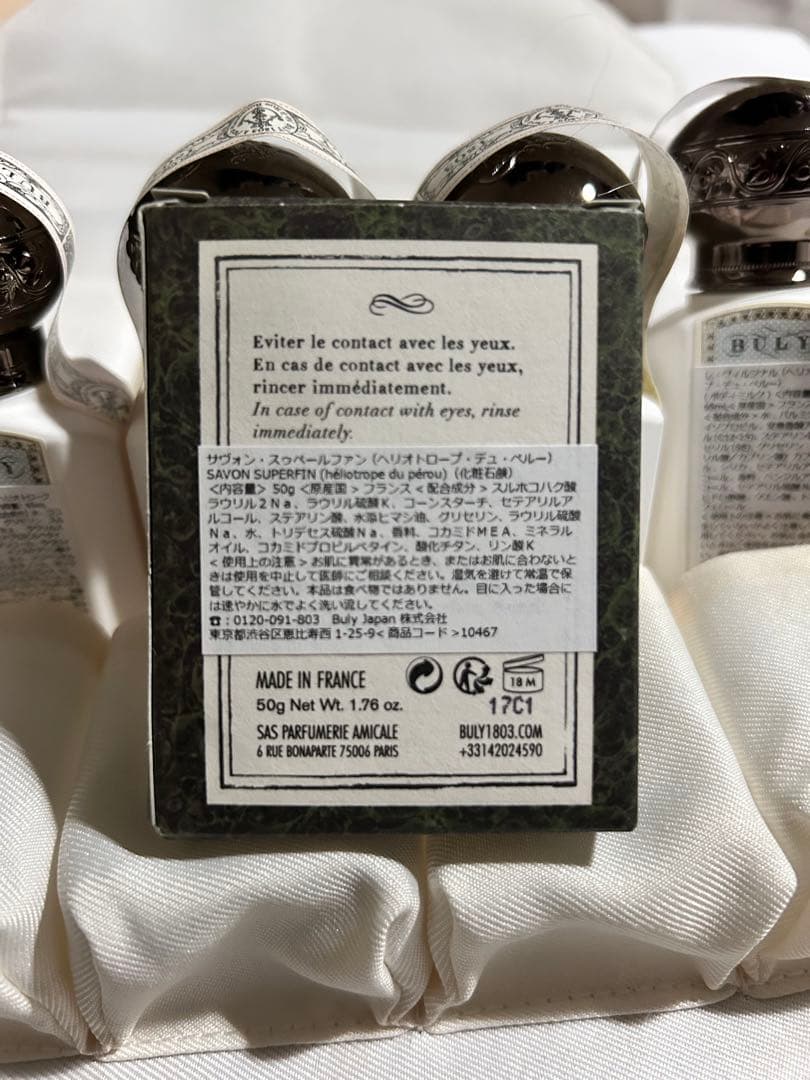 Eviter le contact avec les yeux.
En cas de contact avec les yeux,
rincer immédiatement.
In case of contact with eyes, rinse
immediately.
サヴォン・スゥペールファン（ヘリオトロープ・デュ・ペルー）
SAVON SUPERFIN (héliotrope du pérou)（化粧石鹸）
＜内容量＞ 50g ＜原産国 > フランス < 配合成分 > スルホコハク酸
ラウリル2Ｎａ、ラウリル硫酸Ｋ、コーンスターチ、セテアリルア
ルコール、ステアリン酸、水添ヒマシ油、グリセリン、ラウリル硫酸
Ｎａ、水、トリデセス硫酸Ｎａ、香料、コカミドＭＥＡ、ミネラル
オイル、コカミドプロピルベタイン、酸化チタン、リン酸Ｋ
< 使用上の注意 > お肌に異常があるとき、またはお肌に合わないと
きは使用を中止して医師にご相談ください。湿気を避けて常温で保
管してください。本品は食べ物ではありません。目に入った場合に
は速やかに水でよく洗い流してください。
☎：0120-091-803　Buly Japan 株式会社
東京都渋谷区恵比寿西 1-25-9< 商品コード >10467
MADE IN FRANCE
18 M
50g Net Wt. 1.76 oz.
17C1
SAS PARFUMERIE AMICALE
BULY1803.COM
6 RUE BONAPARTE 75006 PARIS
+33142024590
BULY